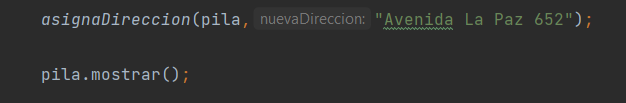 asignaDireccion(pila, nuevaDireccion: "Avenida La Paz 652");
pila.mostrar();